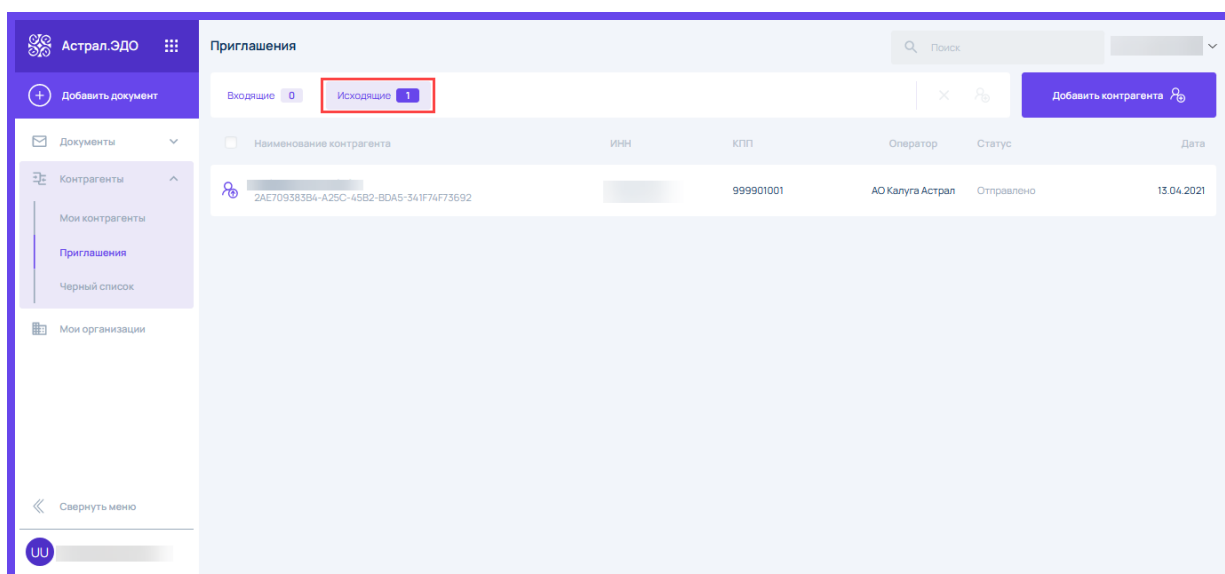 Астрал.ЭДО
Приглашения
Поиск
Добавить документ
Входящие 0
Исходящие 1
Добавить контрагента
Документы
Наименование контрагента ИНН КПП Оператор Статус Дата
Контрагенты
2AE709383B4-A25C-45B2-BDA5-341F74F73692
999901001 АО Калуга Астрал Отправлено 13.04.2021
Мои контрагенты
Приглашения
Черный список
Мои организации
Свернуть меню
UU